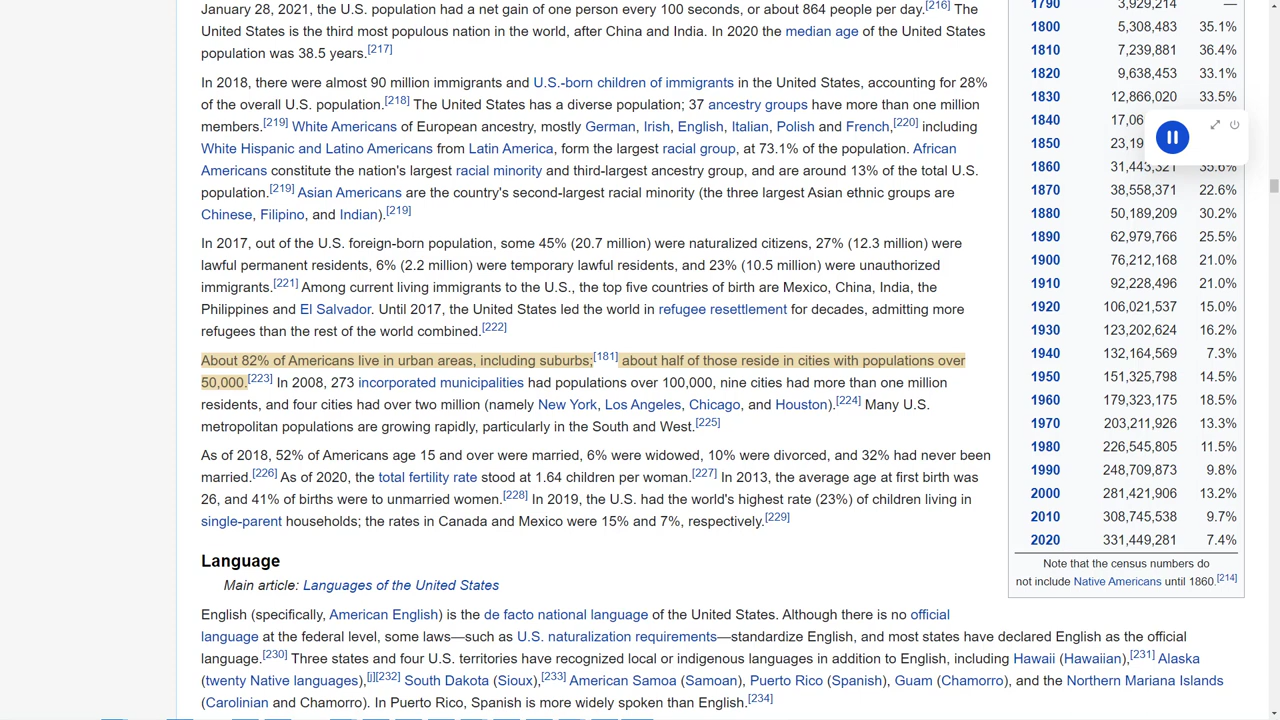 January 28, 2021, the U.S. population had a net gain of one person every 100 seconds, or about 864 people per day.[216] The
United States is the third most populous nation in the world, after China and India. In 2020 the median age of the United States
population was 38.5 years.[217]
In 2018, there were almost 90 million immigrants and U.S.-born children of immigrants in the United States, accounting for 28%
of the overall U.S. population.[218] The United States has a diverse population; 37 ancestry groups have more than one million
members.[219] White Americans of European ancestry, mostly German, Irish, English, Italian, Polish and French,[220] including
White Hispanic and Latino Americans from Latin America, form the largest racial group, at 73.1% of the population. African
Americans constitute the nation's largest racial minority and third-largest ancestry group, and are around 13% of the total U.S.
population.[219] Asian Americans are the country's second-largest racial minority (the three largest Asian ethnic groups are
Chinese, Filipino, and Indian).[219]
In 2017, out of the U.S. foreign-born population, some 45% (20.7 million) were naturalized citizens, 27% (12.3 million) were
lawful permanent residents, 6% (2.2 million) were temporary lawful residents, and 23% (10.5 million) were unauthorized
immigrants.[221] Among current living immigrants to the U.S., the top five countries of birth are Mexico, China, India, the
Philippines and El Salvador. Until 2017, the United States led the world in refugee resettlement for decades, admitting more
refugees than the rest of the world combined.[222]
About 82% of Americans live in urban areas, including suburbs;[181] about half of those reside in cities with populations over
50,000.[223] In 2008, 273 incorporated municipalities had populations over 100,000, nine cities had more than one million
residents, and four cities had over two million (namely New York, Los Angeles, Chicago, and Houston).[224] Many U.S.
metropolitan populations are growing rapidly, particularly in the South and West.[225]
As of 2018, 52% of Americans age 15 and over were married, 6% were widowed, 10% were divorced, and 32% had never been
married.[226] As of 2020, the total fertility rate stood at 1.64 children per woman.[227] In 2013, the average age at first birth was
26, and 41% of births were to unmarried women.[228] In 2019, the U.S. had the world's highest rate (23%) of children living in
single-parent households; the rates in Canada and Mexico were 15% and 7%, respectively.[229]
Language
Main article: Languages of the United States
English (specifically, American English) is the de facto national language of the United States. Although there is no official
language at the federal level, some laws—such as U.S. naturalization requirements—standardize English, and most states have declared English as the official
language.[230] Three states and four U.S. territories have recognized local or indigenous languages in addition to English, including Hawaii (Hawaiian),[231] Alaska
(twenty Native languages),[j][232] South Dakota (Sioux),[233] American Samoa (Samoan), Puerto Rico (Spanish), Guam (Chamorro), and the Northern Mariana Islands
(Carolinian and Chamorro). In Puerto Rico, Spanish is more widely spoken than English.[234]
1790 3,929,214 —
1800 5,308,483 35.1%
1810 7,239,881 36.4%
1820 9,638,453 33.1%
1830 12,866,020 33.5%
1840 17,06
1850 23,19
1860 31,443,321 35.6%
1870 38,558,371 22.6%
1880 50,189,209 30.2%
1890 62,979,766 25.5%
1900 76,212,168 21.0%
1910 92,228,496 21.0%
1920 106,021,537 15.0%
1930 123,202,624 16.2%
1940 132,164,569 7.3%
1950 151,325,798 14.5%
1960 179,323,175 18.5%
1970 203,211,926 13.3%
1980 226,545,805 11.5%
1990 248,709,873 9.8%
2000 281,421,906 13.2%
2010 308,745,538 9.7%
2020 331,449,281 7.4%
Note that the census numbers do
not include Native Americans until 1860.[214]